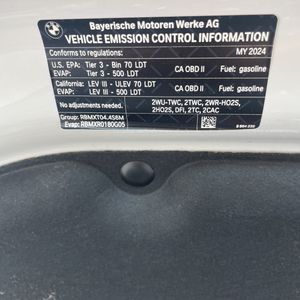 BMW
Bayerische Motoren Werke AG
VEHICLE EMISSION CONTROL INFORMATION
Conforms to regulations: MY 2024
U.S. EPA: Tier 3 - Bin 70 LDT CA OBD II Fuel: gasoline
EVAP: Tier 3 - 500 LDT
California: LEV III - ULEV 70 LDT CA OBD II Fuel: gasoline
EVAP: LEV III - 500 LDT
2WU-TWC, 2TWC, 2WR-HO2S,
2HO2S, DFI, 2TC, 2CAC
Group: RBMXT04.4S8M
Evap: RBMXR0180G05